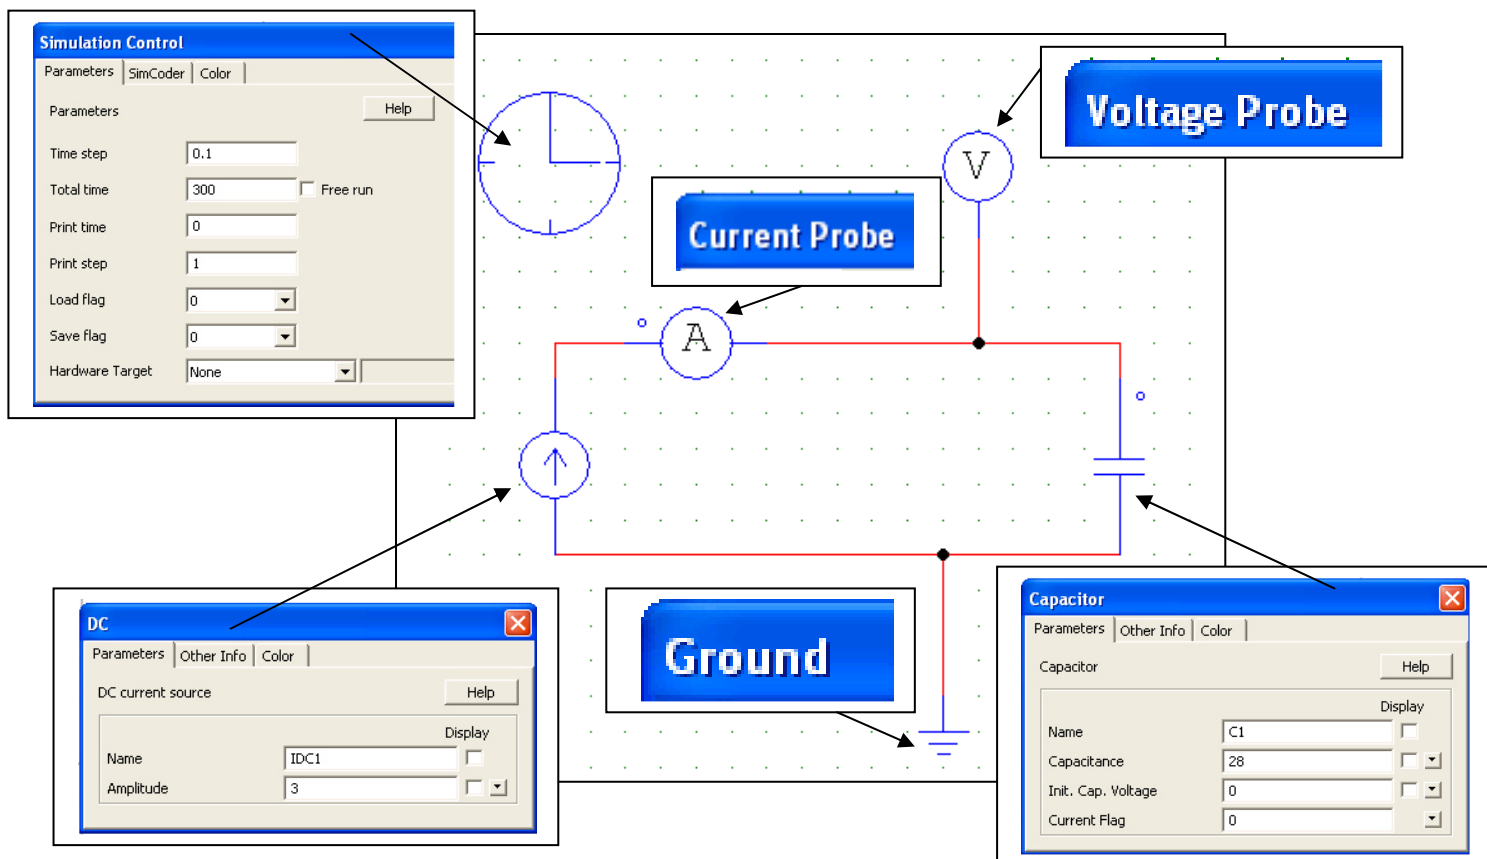 Simulation Control
Parameters SimCoder Color
Parameters Help
Time step 0.1
Total time 300 Free run
Print time 0
Print step 1
Load flag 0
Save flag 0
Hardware Target None
Voltage Probe
V
Current Probe
A
DC
Parameters Other Info Color
DC current source Help
Display
Name IDC1
Amplitude 3
Ground
Capacitor
Parameters Other Info Color
Capacitor Help
Display
Name C1
Capacitance 28
Init. Cap. Voltage 0
Current Flag 0